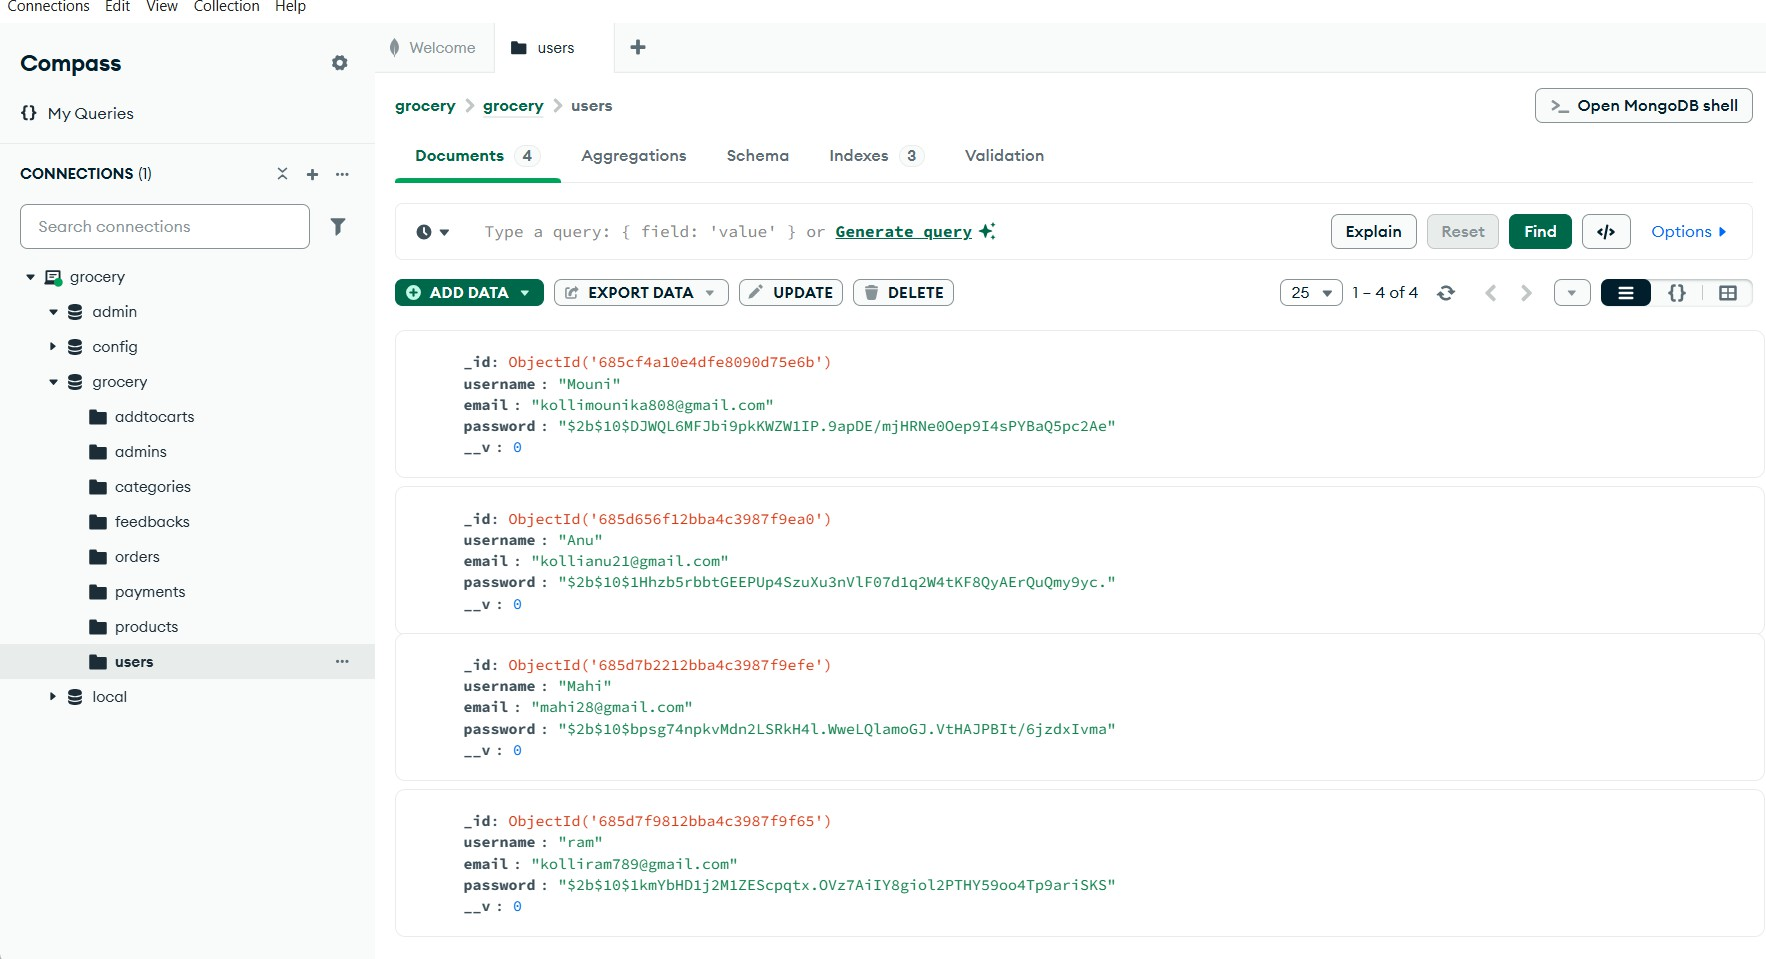 Connections Edit View Collection Help
Compass
My Queries
CONNECTIONS (1)
Search connections
grocery
admin
config
grocery
addtocarts
admins
categories
feedbacks
orders
payments
products
users
local
Welcome
users
grocery > grocery > users
>_ Open MongoDB shell
Documents 4 Aggregations Schema Indexes 3 Validation
Type a query: { field: 'value' } or Generate query
Explain Reset Find </> Options
ADD DATA EXPORT DATA UPDATE DELETE
25 1 – 4 of 4 {}
_id: ObjectId('685cf4a10e4dfe8090d75e6b')
username : "Mouni"
email : "kollimounika808@gmail.com"
password : "$2b$10$DJWQL6MFJbi9pkKWZW1IP.9apDE/mjHRNe0Oep9I4sPYBaQ5pc2Ae"
__v : 0
_id: ObjectId('685d656f12bba4c3987f9ea0')
username : "Anu"
email : "kollianu21@gmail.com"
password : "$2b$10$1Hhzb5rbbtGEEPUp4SzuXu3nVlF07d1q2W4tKF8QyAErQuQmy9yc."
__v : 0
_id: ObjectId('685d7b2212bba4c3987f9efe')
username : "Mahi"
email : "mahi28@gmail.com"
password : "$2b$10$bpsg74npkvMdn2LSRkH4l.WweLQlamoGJ.VtHAJPBIt/6jzdxIvma"
__v : 0
_id: ObjectId('685d7f9812bba4c3987f9f65')
username : "ram"
email : "kolliram789@gmail.com"
password : "$2b$10$1kmYbHD1j2M1ZEScpqtx.OVz7AiIY8giol2PTHY59oo4Tp9ariSKS"
__v : 0